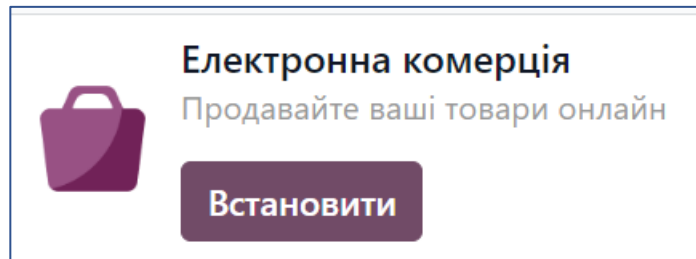 Електронна комерція
Продавайте ваші товари онлайн
Встановити